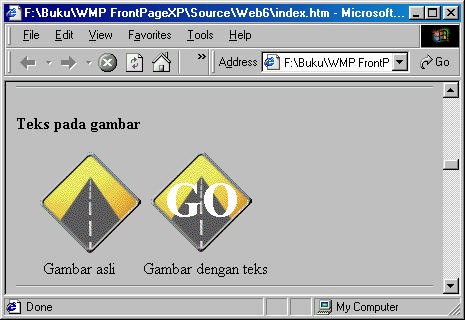 F:\Buku\WMP FrontPageXP\Source\Web6\index.htm - Microsoft...
File Edit View Favorites Tools Help
» Address F:\Buku\WMP FrontP Go
Teks pada gambar
GO
Gambar asli Gambar dengan teks
Done My Computer